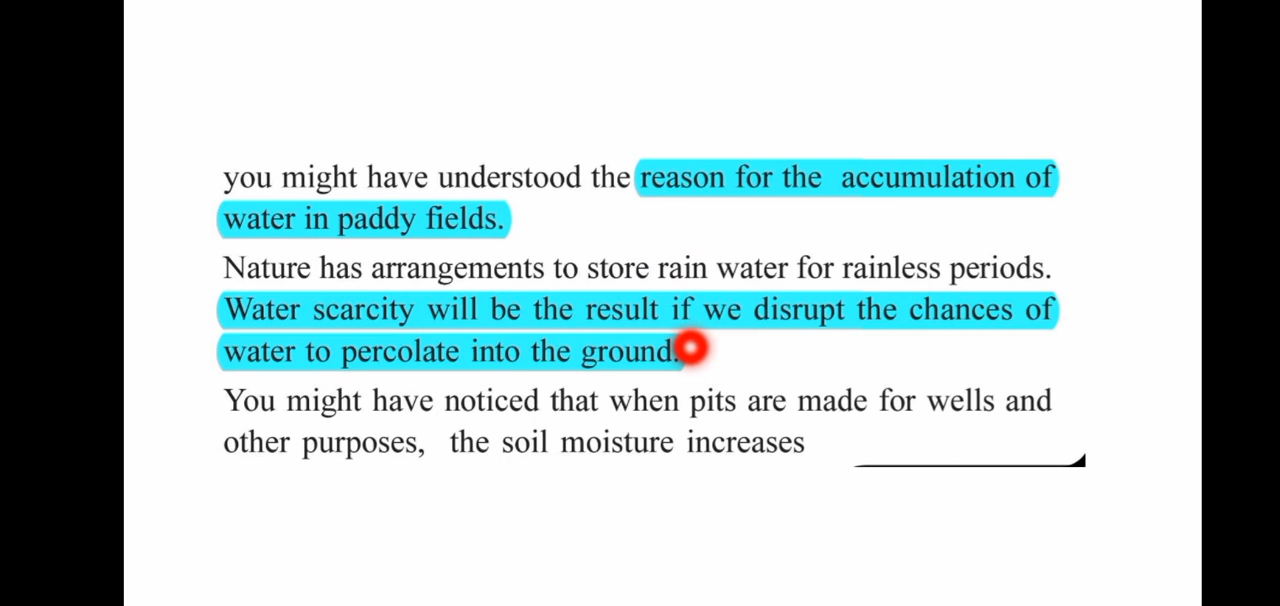 you might have understood the reason for the accumulation of
water in paddy fields.
Nature has arrangements to store rain water for rainless periods.
Water scarcity will be the result if we disrupt the chances of
water to percolate into the ground.
You might have noticed that when pits are made for wells and
other purposes, the soil moisture increases